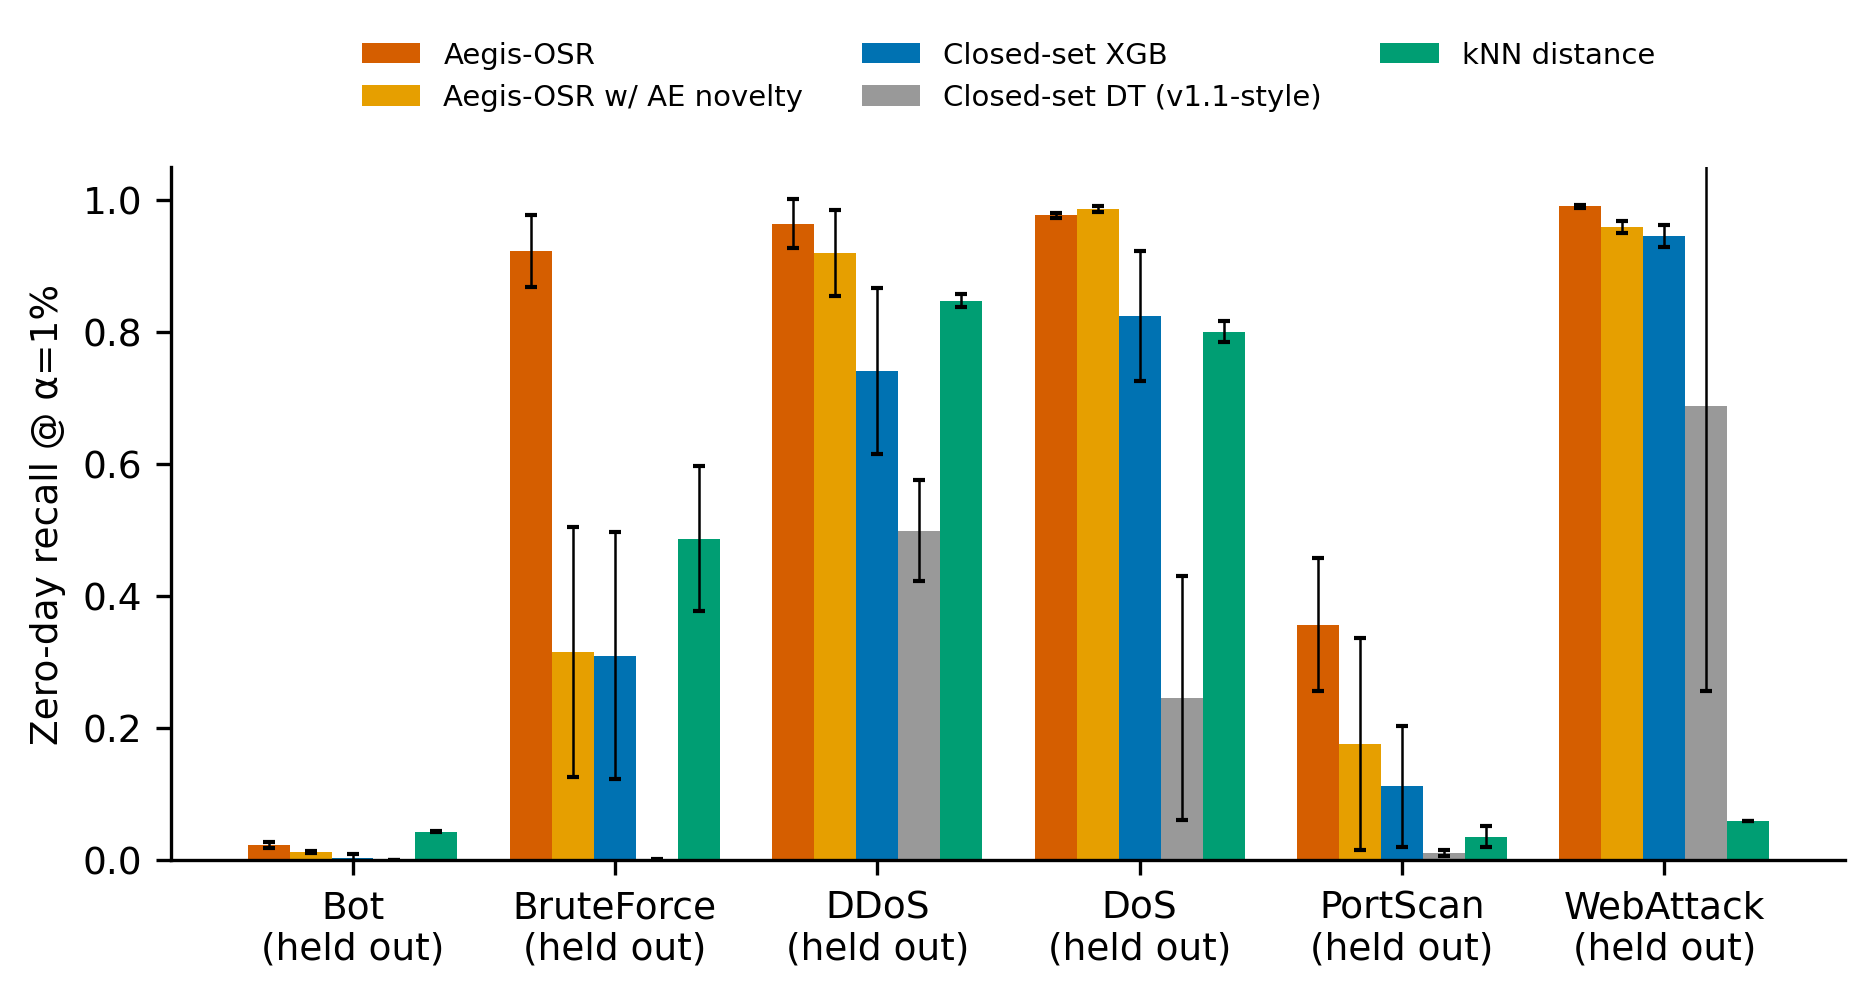 Aegis-OSR
Aegis-OSR w/ AE novelty
Closed-set XGB
Closed-set DT (v1.1-style)
kNN distance
Zero-day recall @ α=1%
1.0
0.8
0.6
0.4
0.2
0.0
Bot
(held out)
BruteForce
(held out)
DDoS
(held out)
DoS
(held out)
PortScan
(held out)
WebAttack
(held out)